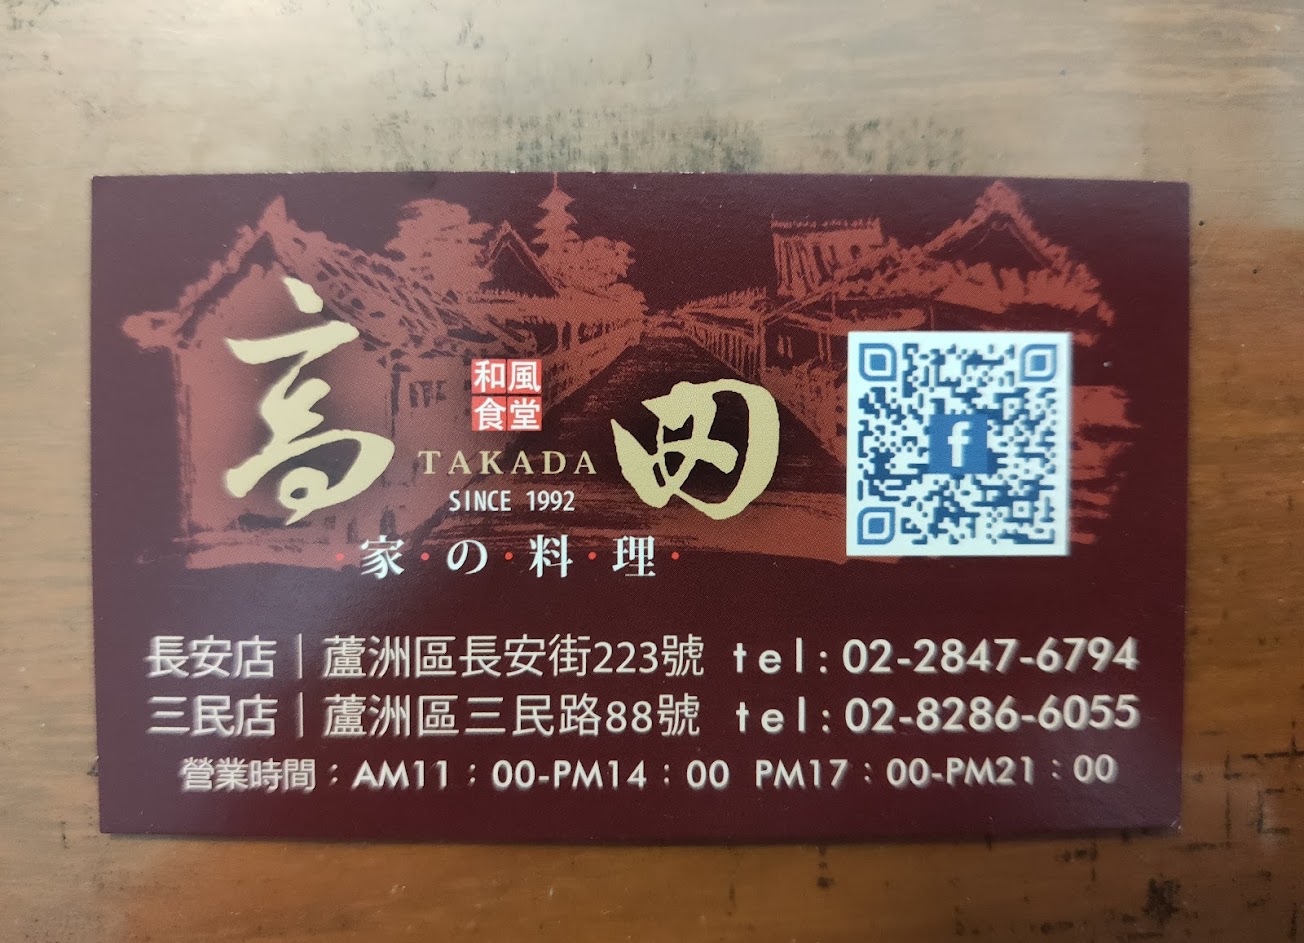 高田
和風
食堂
TAKADA
SINCE 1992
・家・の・料・理・
f
長安店｜蘆洲區長安街223號 tel:02-2847-6794
三民店｜蘆洲區三民路88號 tel:02-8286-6055
營業時間：AM11：00-PM14：00 PM17：00-PM21：00